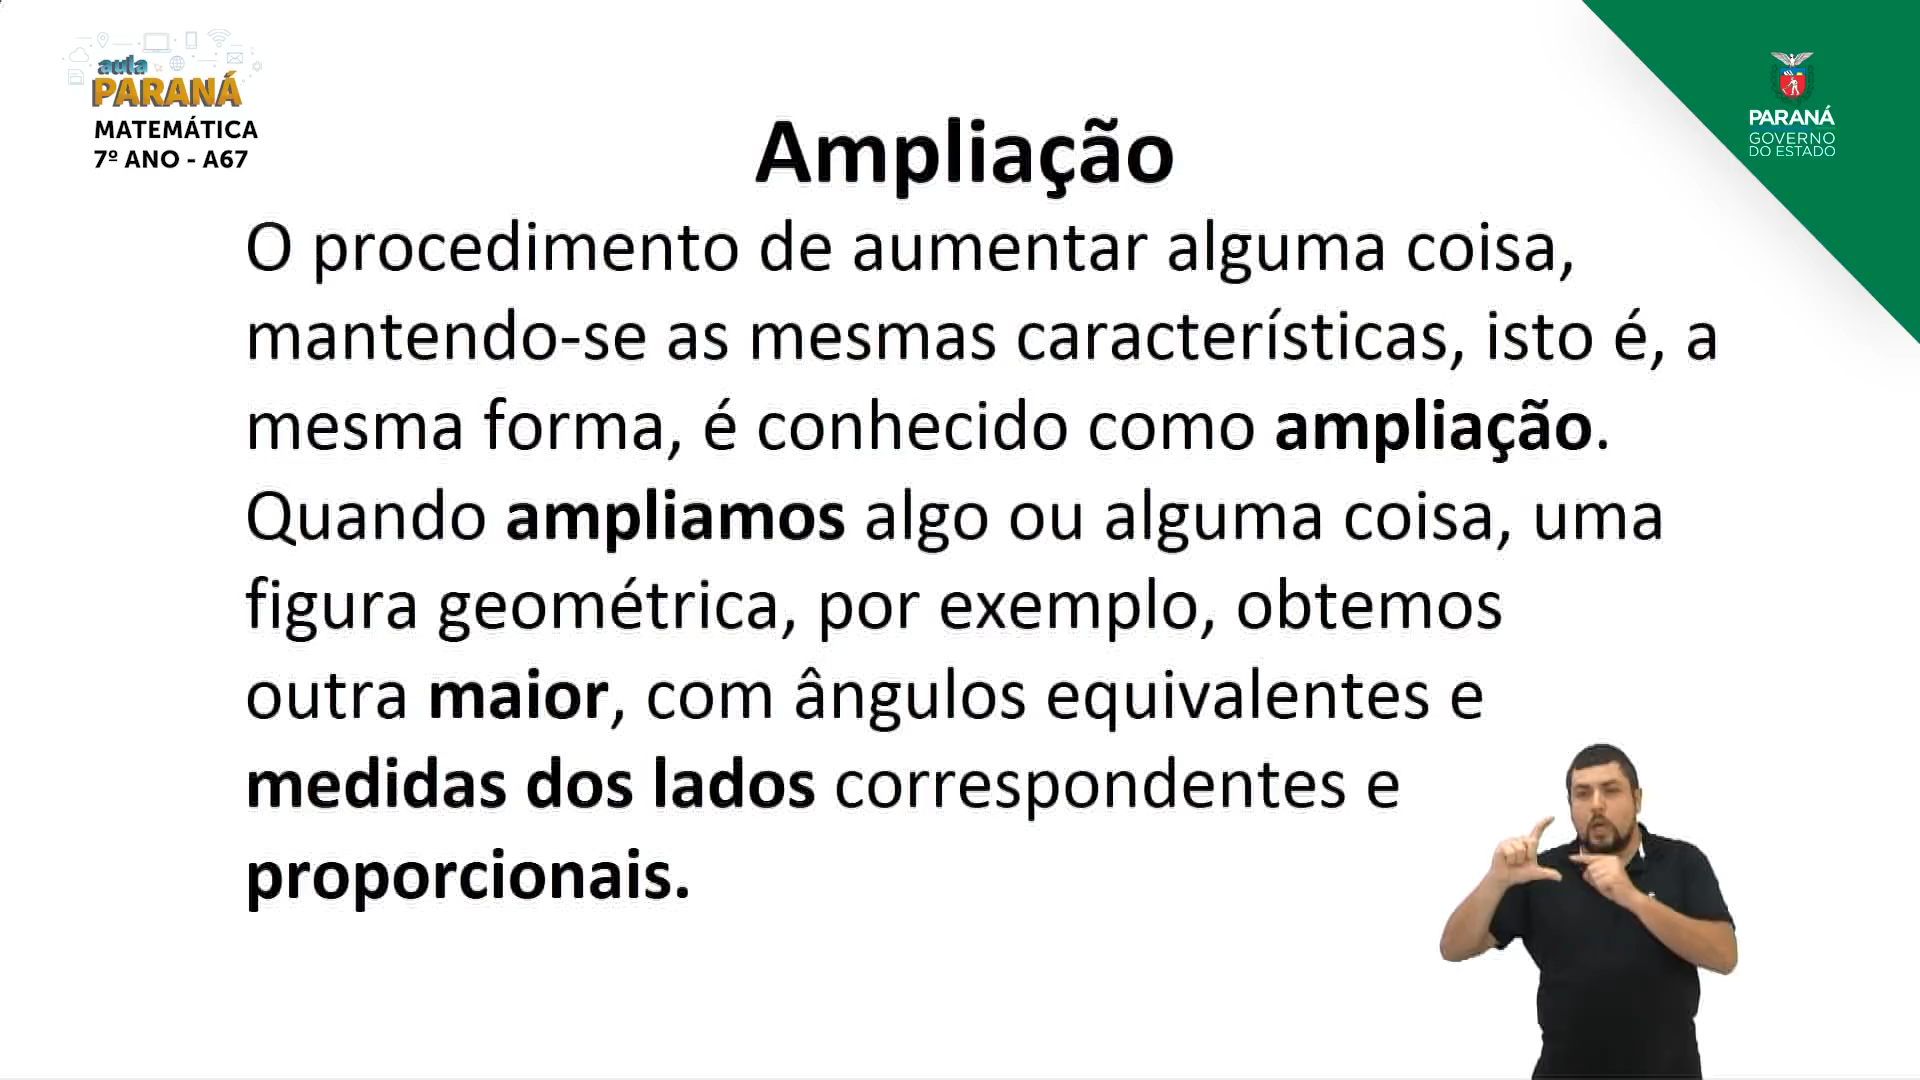 aula
PARANÁ
MATEMÁTICA
7º ANO - A67
PARANÁ
GOVERNO
DO ESTADO
Ampliação
O procedimento de aumentar alguma coisa,
mantendo-se as mesmas características, isto é, a
mesma forma, é conhecido como ampliação.
Quando ampliamos algo ou alguma coisa, uma
figura geométrica, por exemplo, obtemos
outra maior, com ângulos equivalentes e
medidas dos lados correspondentes e
proporcionais.